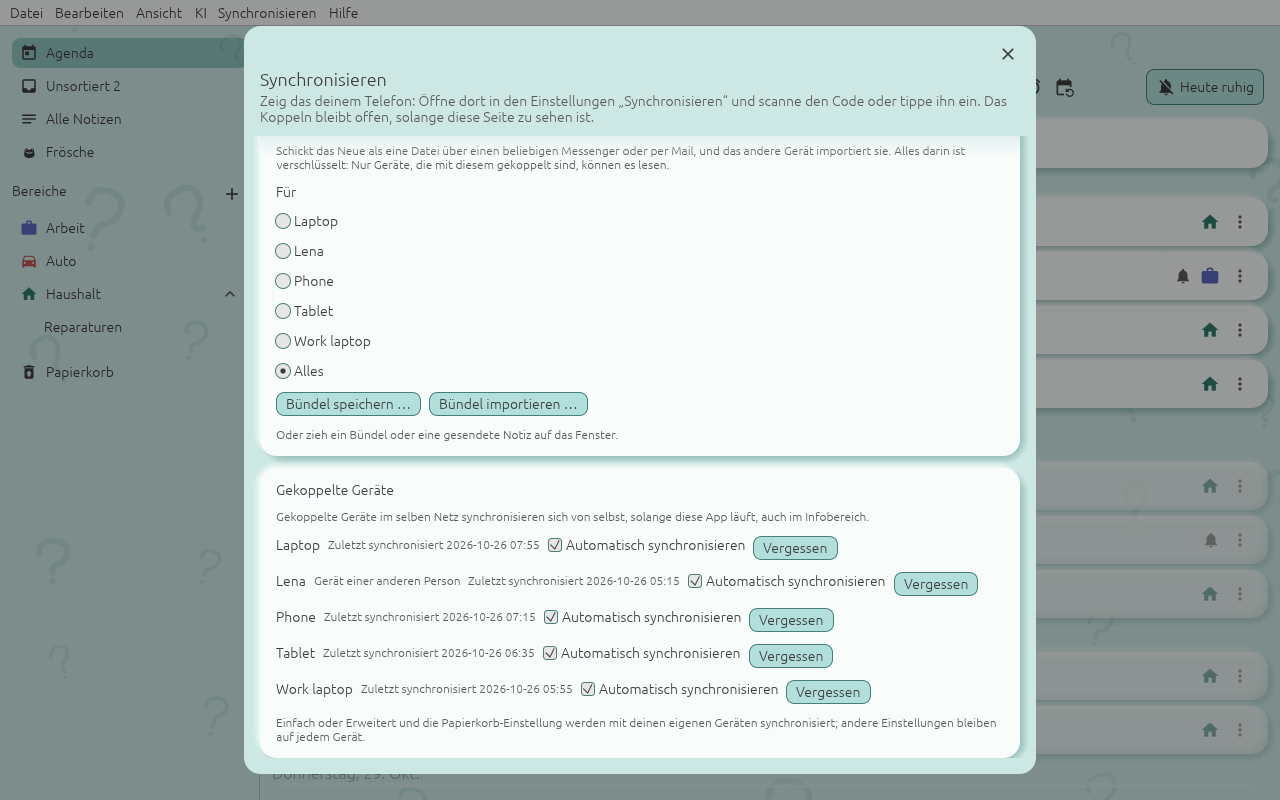 Datei Bearbeiten Ansicht KI Synchronisieren Hilfe
Agenda
Unsortiert 2
Alle Notizen
Frösche
Bereiche
Arbeit
Auto
Haushalt
Reparaturen
Papierkorb
Heute ruhig
Synchronisieren
Zeig das deinem Telefon: Öffne dort in den Einstellungen „Synchronisieren“ und scanne den Code oder tippe ihn ein. Das
Koppeln bleibt offen, solange diese Seite zu sehen ist.
Schickt das Neue als eine Datei über einen beliebigen Messenger oder per Mail, und das andere Gerät importiert sie. Alles darin ist
verschlüsselt: Nur Geräte, die mit diesem gekoppelt sind, können es lesen.
Für
Laptop
Lena
Phone
Tablet
Work laptop
Alles
Bündel speichern … Bündel importieren …
Oder zieh ein Bündel oder eine gesendete Notiz auf das Fenster.
Gekoppelte Geräte
Gekoppelte Geräte im selben Netz synchronisieren sich von selbst, solange diese App läuft, auch im Infobereich.
Laptop Zuletzt synchronisiert 2026-10-26 07:55 Automatisch synchronisieren Vergessen
Lena Gerät einer anderen Person Zuletzt synchronisiert 2026-10-26 05:15 Automatisch synchronisieren Vergessen
Phone Zuletzt synchronisiert 2026-10-26 07:15 Automatisch synchronisieren Vergessen
Tablet Zuletzt synchronisiert 2026-10-26 06:35 Automatisch synchronisieren Vergessen
Work laptop Zuletzt synchronisiert 2026-10-26 05:55 Automatisch synchronisieren Vergessen
Einfach oder Erweitert und die Papierkorb-Einstellung werden mit deinen eigenen Geräten synchronisiert; andere Einstellungen bleiben
auf jedem Gerät.
Donnerstag, 29. Okt.